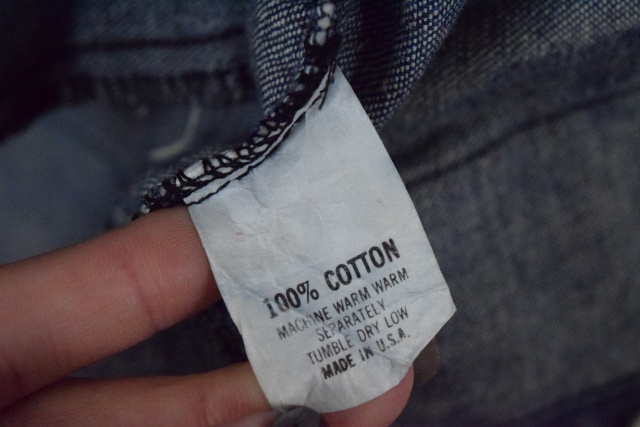 100% COTTON
MACHINE WARM WARM
SEPARATELY
TUMBLE DRY LOW
MADE IN U.S.A.